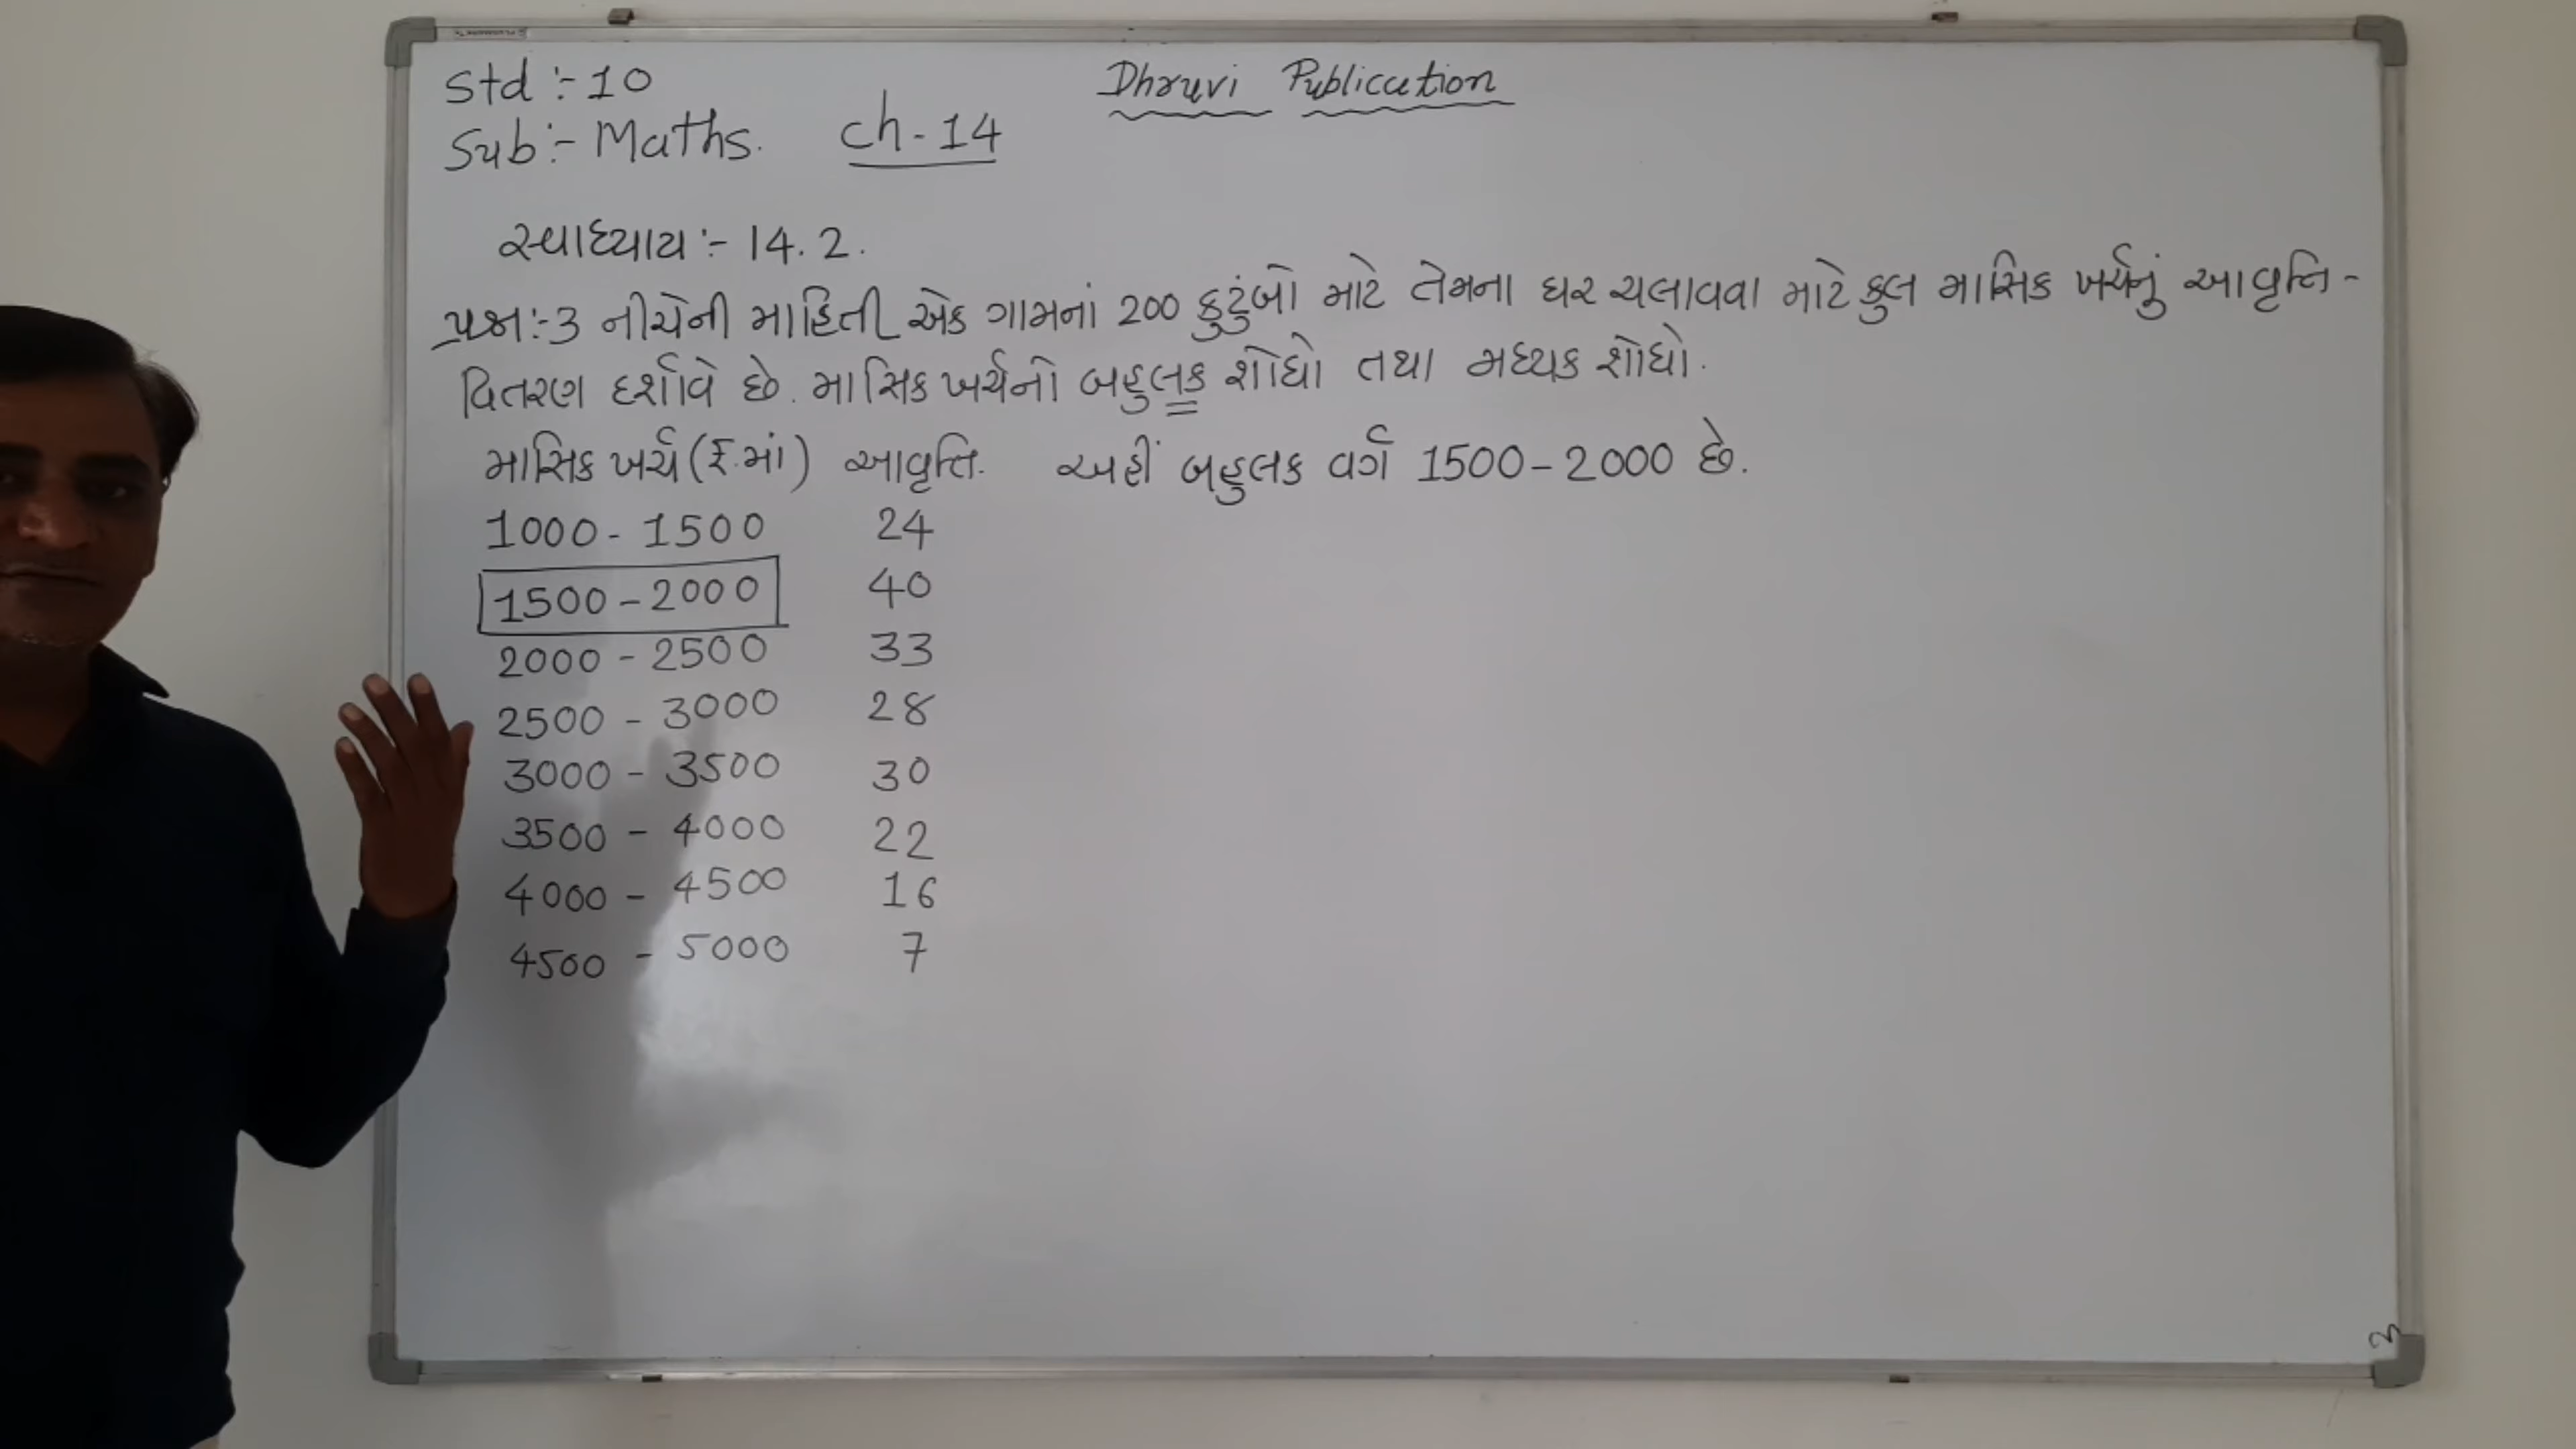 Std :- 10
Dhruvi Publication
Sub :- Maths. Ch-14
સ્વાધ્યાય :- 14.2.
પ્રશ્ન:-3 નીચેની માહિતી એક ગામનાં 200 કુટુંબો માટે તેમના ઘર ચલાવવા માટે કુલ માસિક ખર્ચનું આવૃત્તિ-
વિતરણ દર્શાવે છે. માસિક ખર્ચનો બહુલક શોધો તથા મધ્યક શોધો.
માસિક ખર્ચ (₹.માં) આવૃત્તિ. અહીં બહુલક વર્ગ 1500-2000 છે.
1000 - 1500 24
1500 - 2000 40
2000 - 2500 33
2500 - 3000 28
3000 - 3500 30
3500 - 4000 22
4000 - 4500 16
4500 - 5000 7